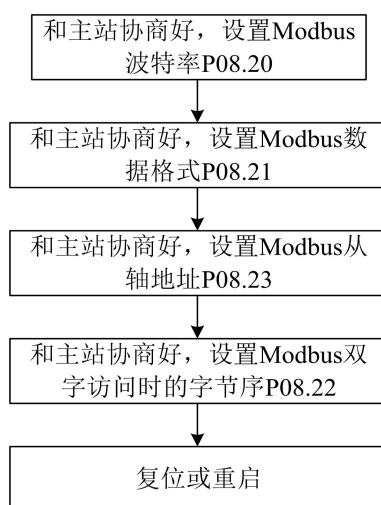 和主站协商好，设置Modbus
波特率P08.20
和主站协商好，设置Modbus数
据格式P08.21
和主站协商好，设置Modbus从
轴地址P08.23
和主站协商好，设置Modbus双
字访问时的字节序P08.22
复位或重启